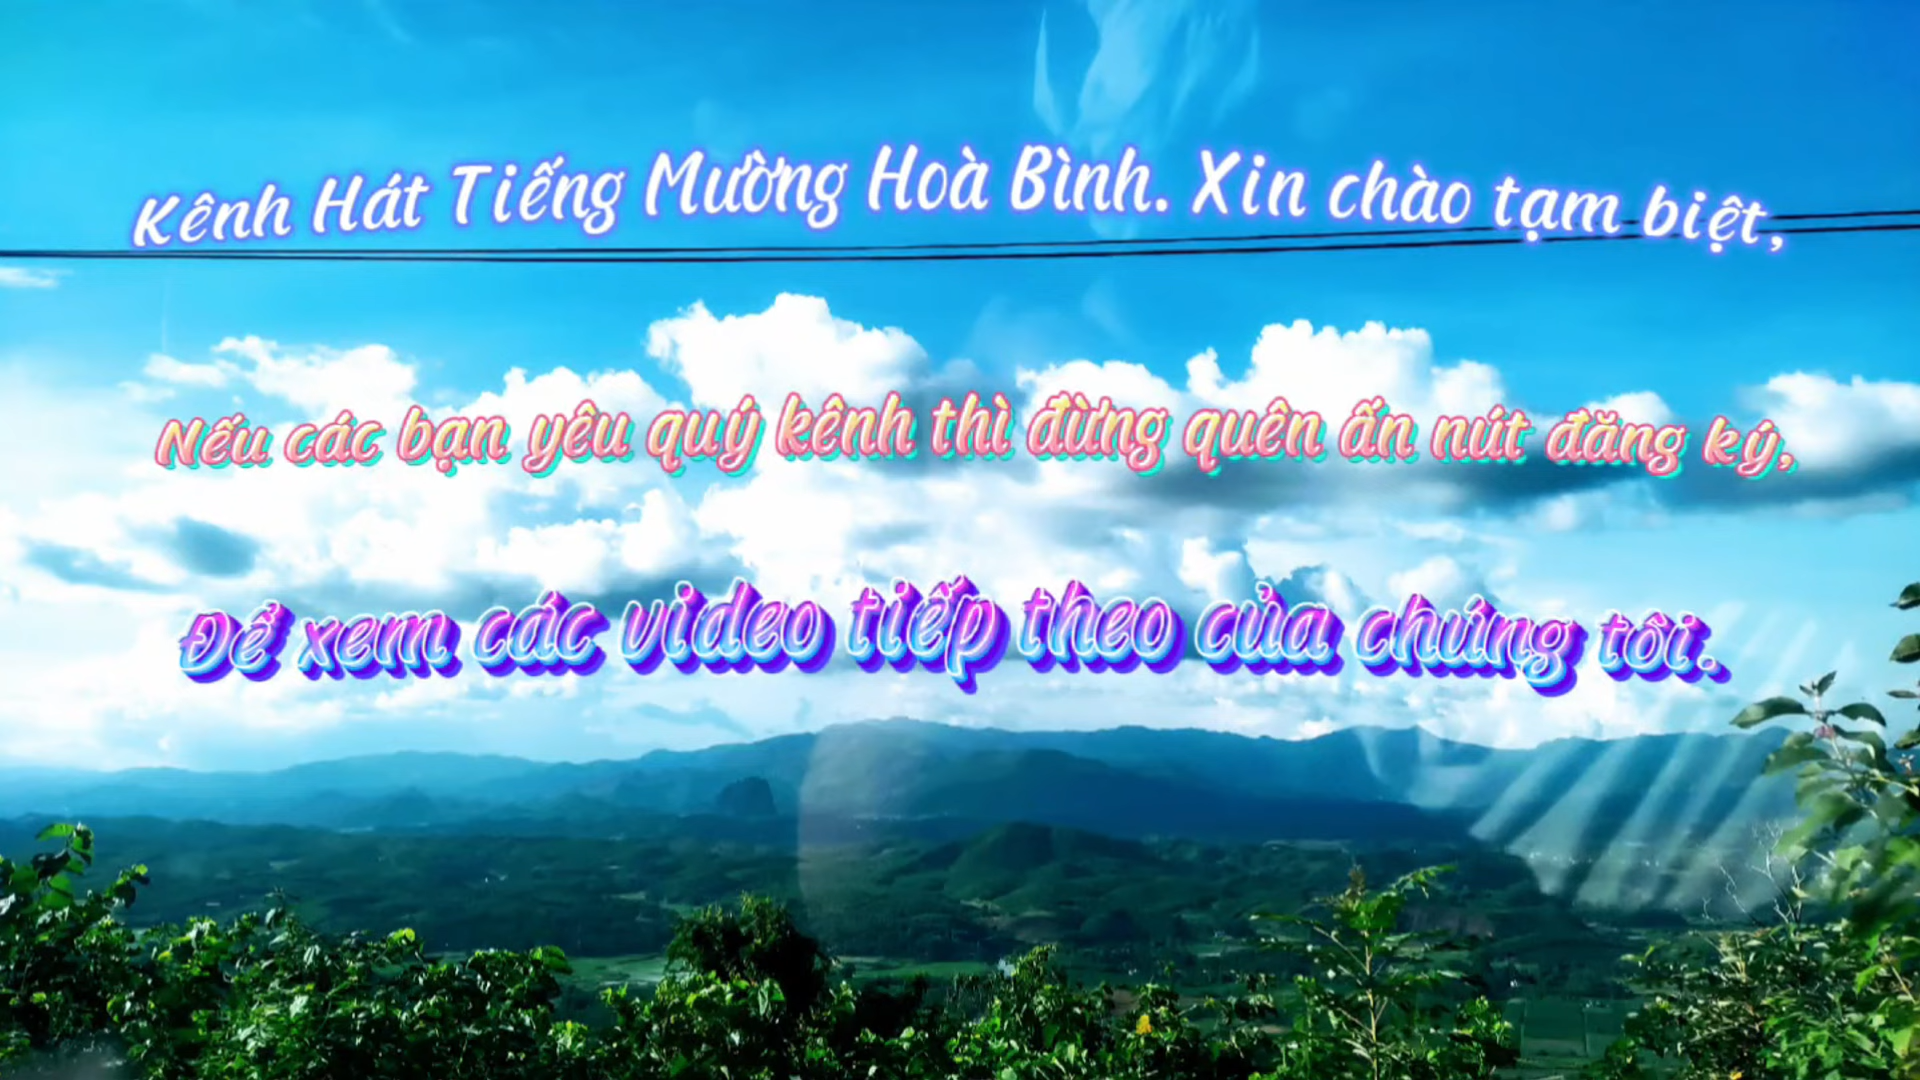 Kênh Hát Tiếng Mường Hoà Bình. Xin chào tạm biệt,
Nếu các bạn yêu quý kênh thì đừng quên ấn nút đăng ký,
Để xem các video tiếp theo của chúng tôi.